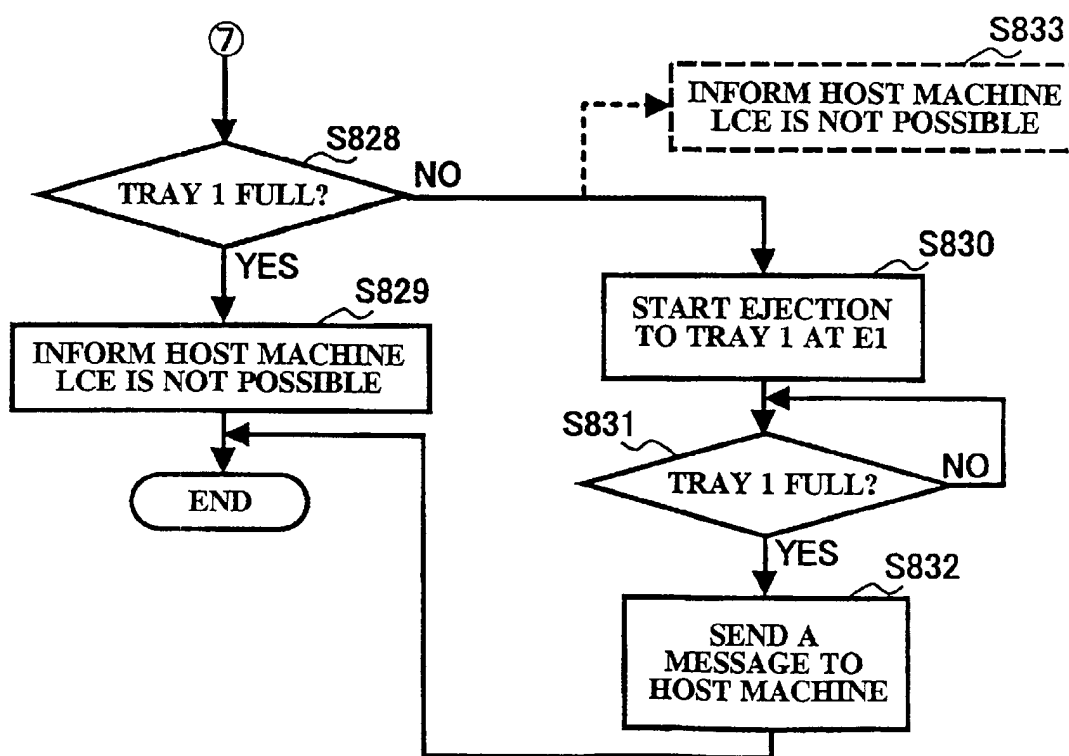 ⑦
S833
INFORM HOST MACHINE
LCE IS NOT POSSIBLE
S828
TRAY 1 FULL?
NO
YES
S829
INFORM HOST MACHINE
LCE IS NOT POSSIBLE
END
S830
START EJECTION
TO TRAY 1 AT E1
S831
TRAY 1 FULL?
NO
YES
S832
SEND A
MESSAGE TO
HOST MACHINE